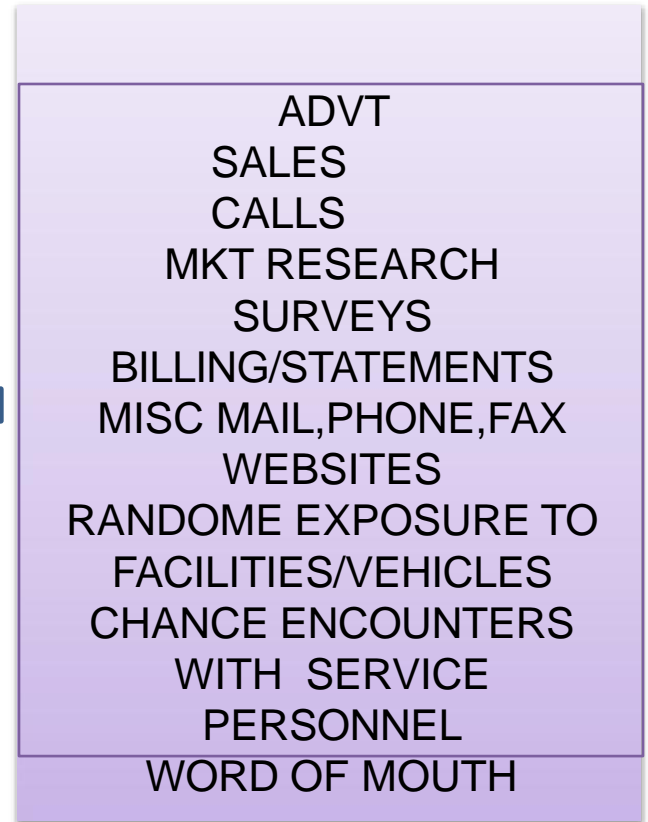 ADVT
SALES
CALLS
MKT RESEARCH
SURVEYS
BILLING/STATEMENTS
MISC MAIL,PHONE,FAX
WEBSITES
RANDOME EXPOSURE TO
FACILITIES/VEHICLES
CHANCE ENCOUNTERS
WITH SERVICE
PERSONNEL
WORD OF MOUTH